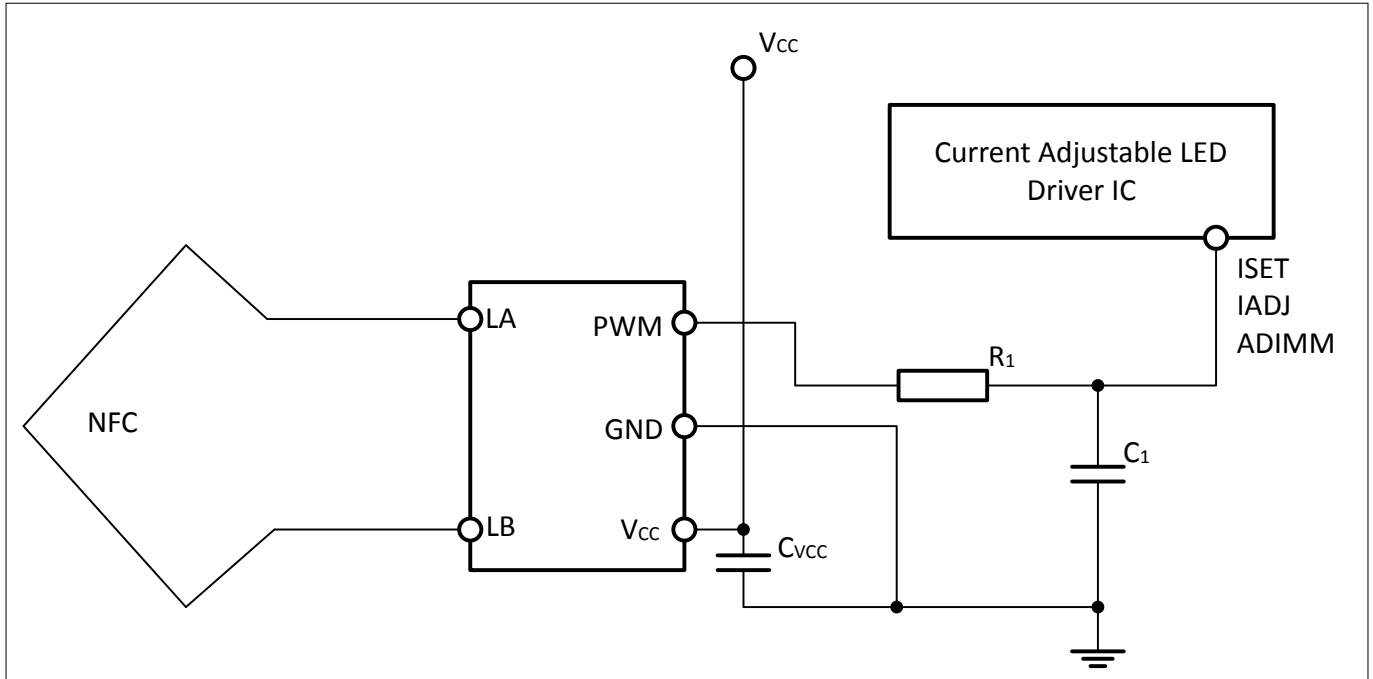 VCC
Current Adjustable LED
Driver IC
ISET
IADJ
ADIMM
LA
PWM
R1
NFC
GND
C1
LB
VCC
CVCC